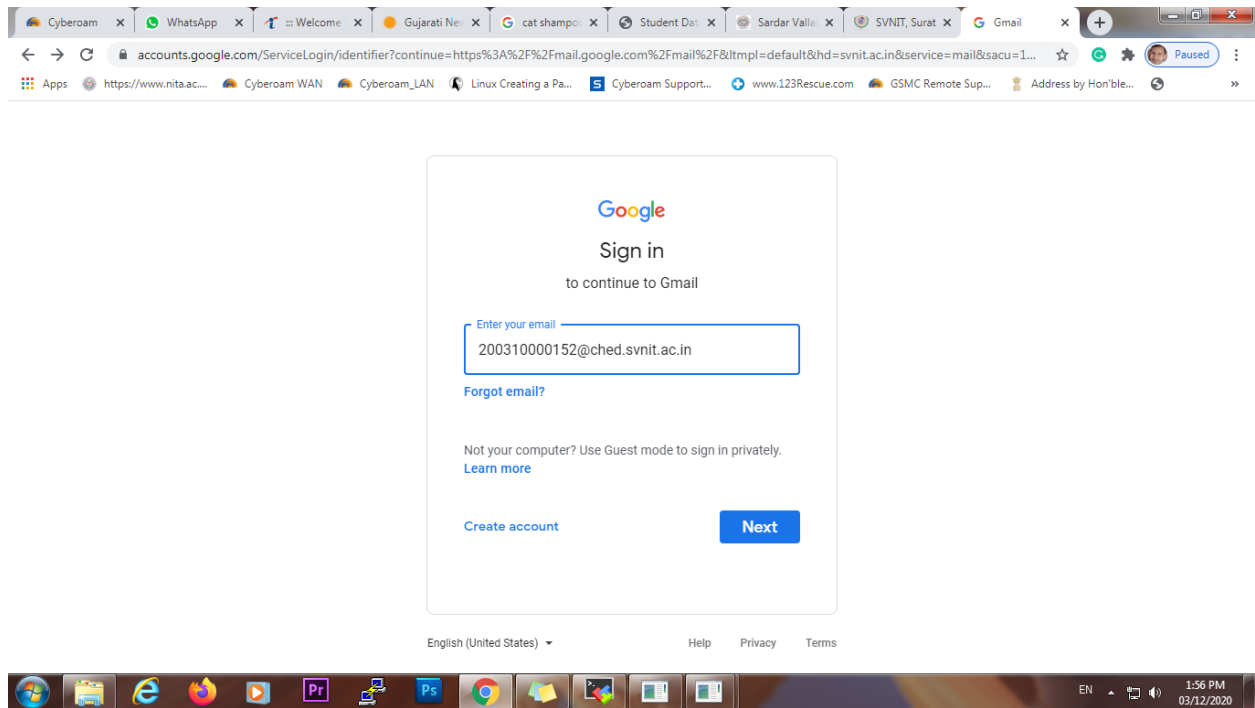 Cyberoam WhatsApp ::: Welcome Gujarati Ne cat shampo Student Dat Sardar Vallal SVNIT, Surat Gmail
accounts.google.com/ServiceLogin/identifier?continue=https%3A%2F%2Fmail.google.com%2Fmail%2F&ltmpl=default&hd=svnit.ac.in&service=mail&sacu=1... Paused
Apps https://www.nita.ac.... Cyberoam WAN Cyberoam_LAN Linux Creating a Pa... Cyberoam Support... www.123Rescue.com GSMC Remote Sup... Address by Hon'ble... »
Google
Sign in
to continue to Gmail
Enter your email
200310000152@ched.svnit.ac.in
Forgot email?
Not your computer? Use Guest mode to sign in privately.
Learn more
Create account Next
English (United States) Help Privacy Terms
Pr Ps EN 1:56 PM
03/12/2020